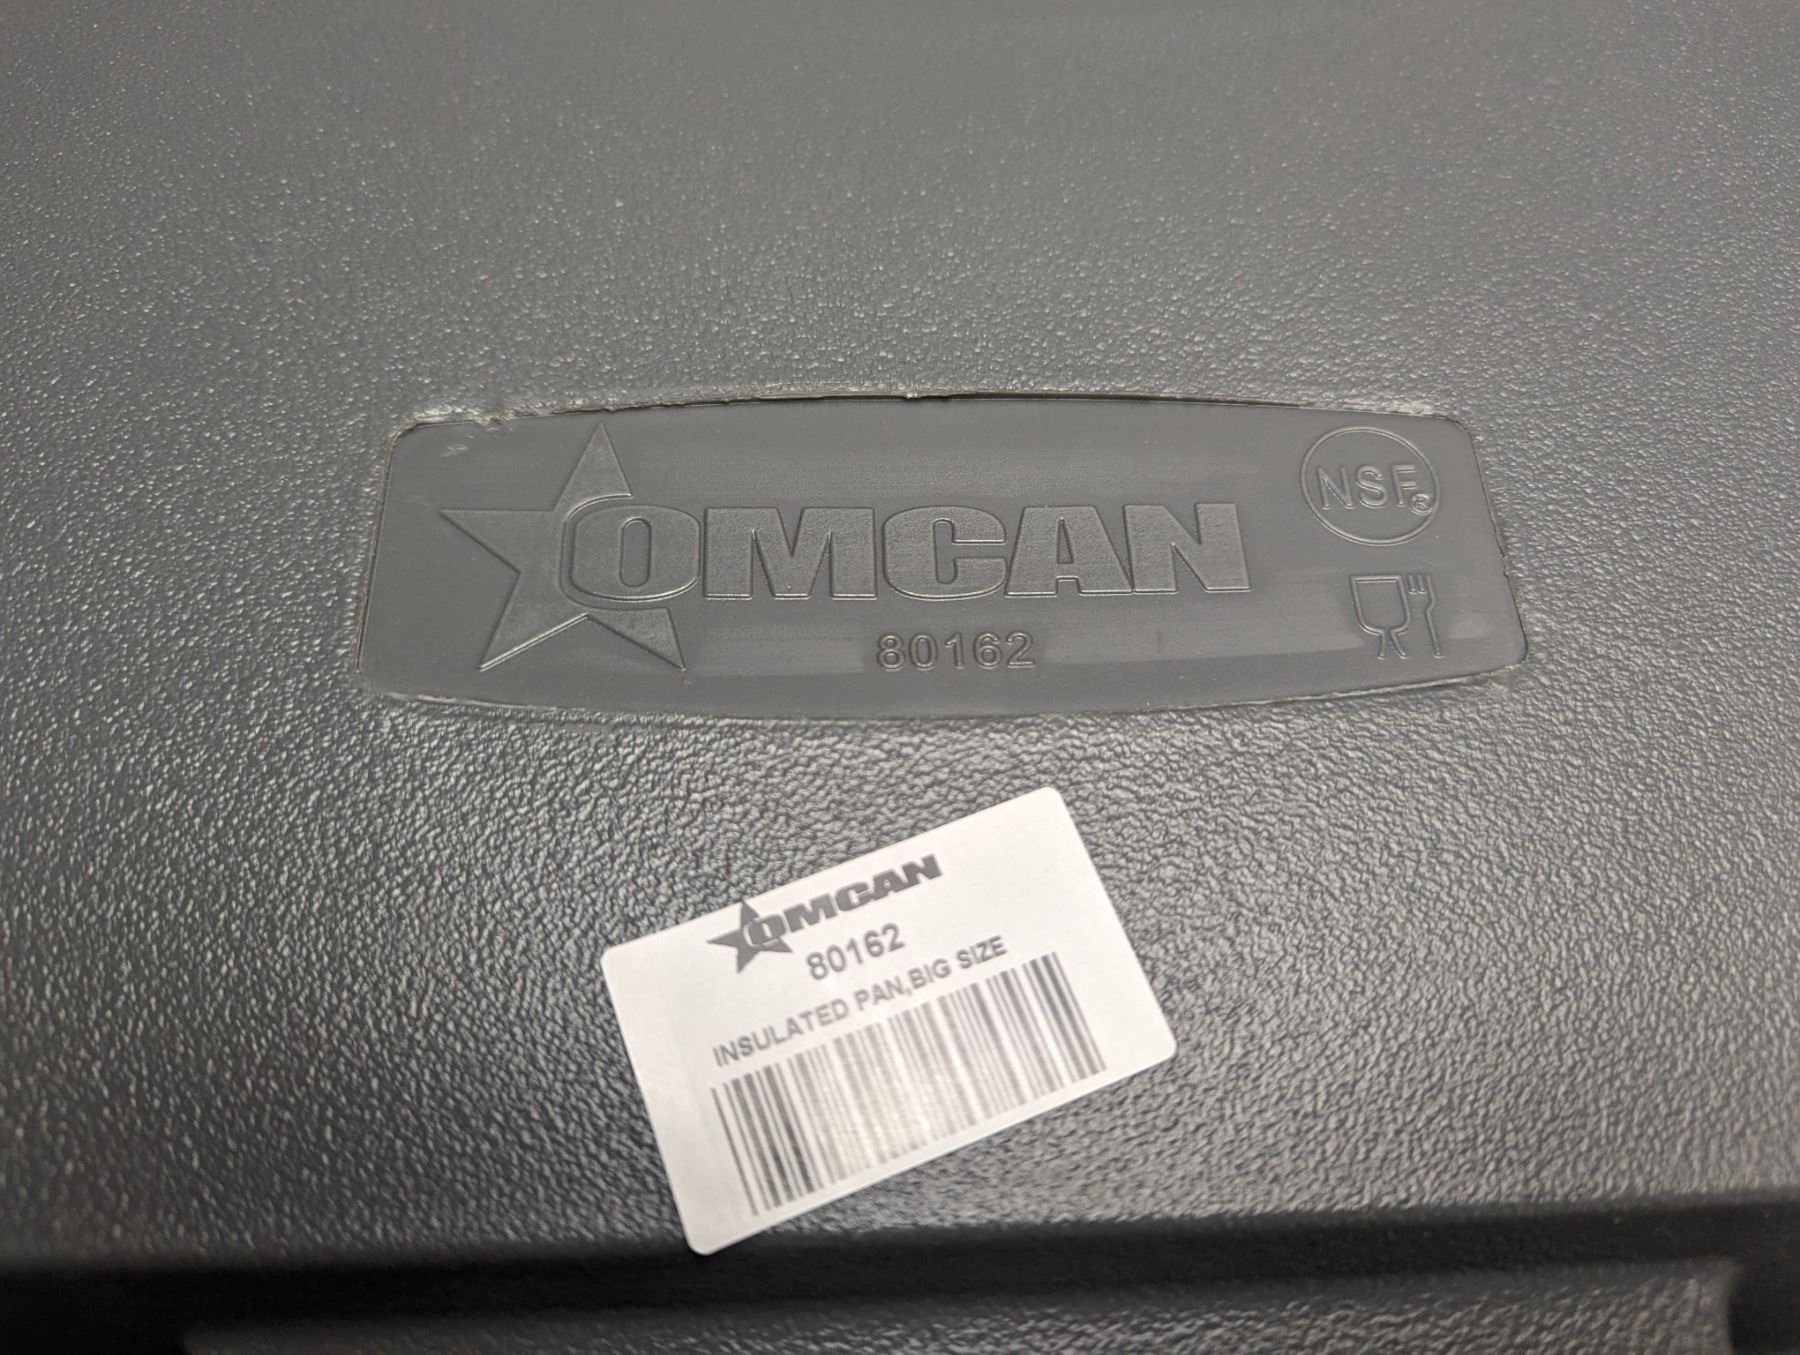 OMCAN
NSF
80162
OMCAN
80162
INSULATED PAN,BIG SIZE